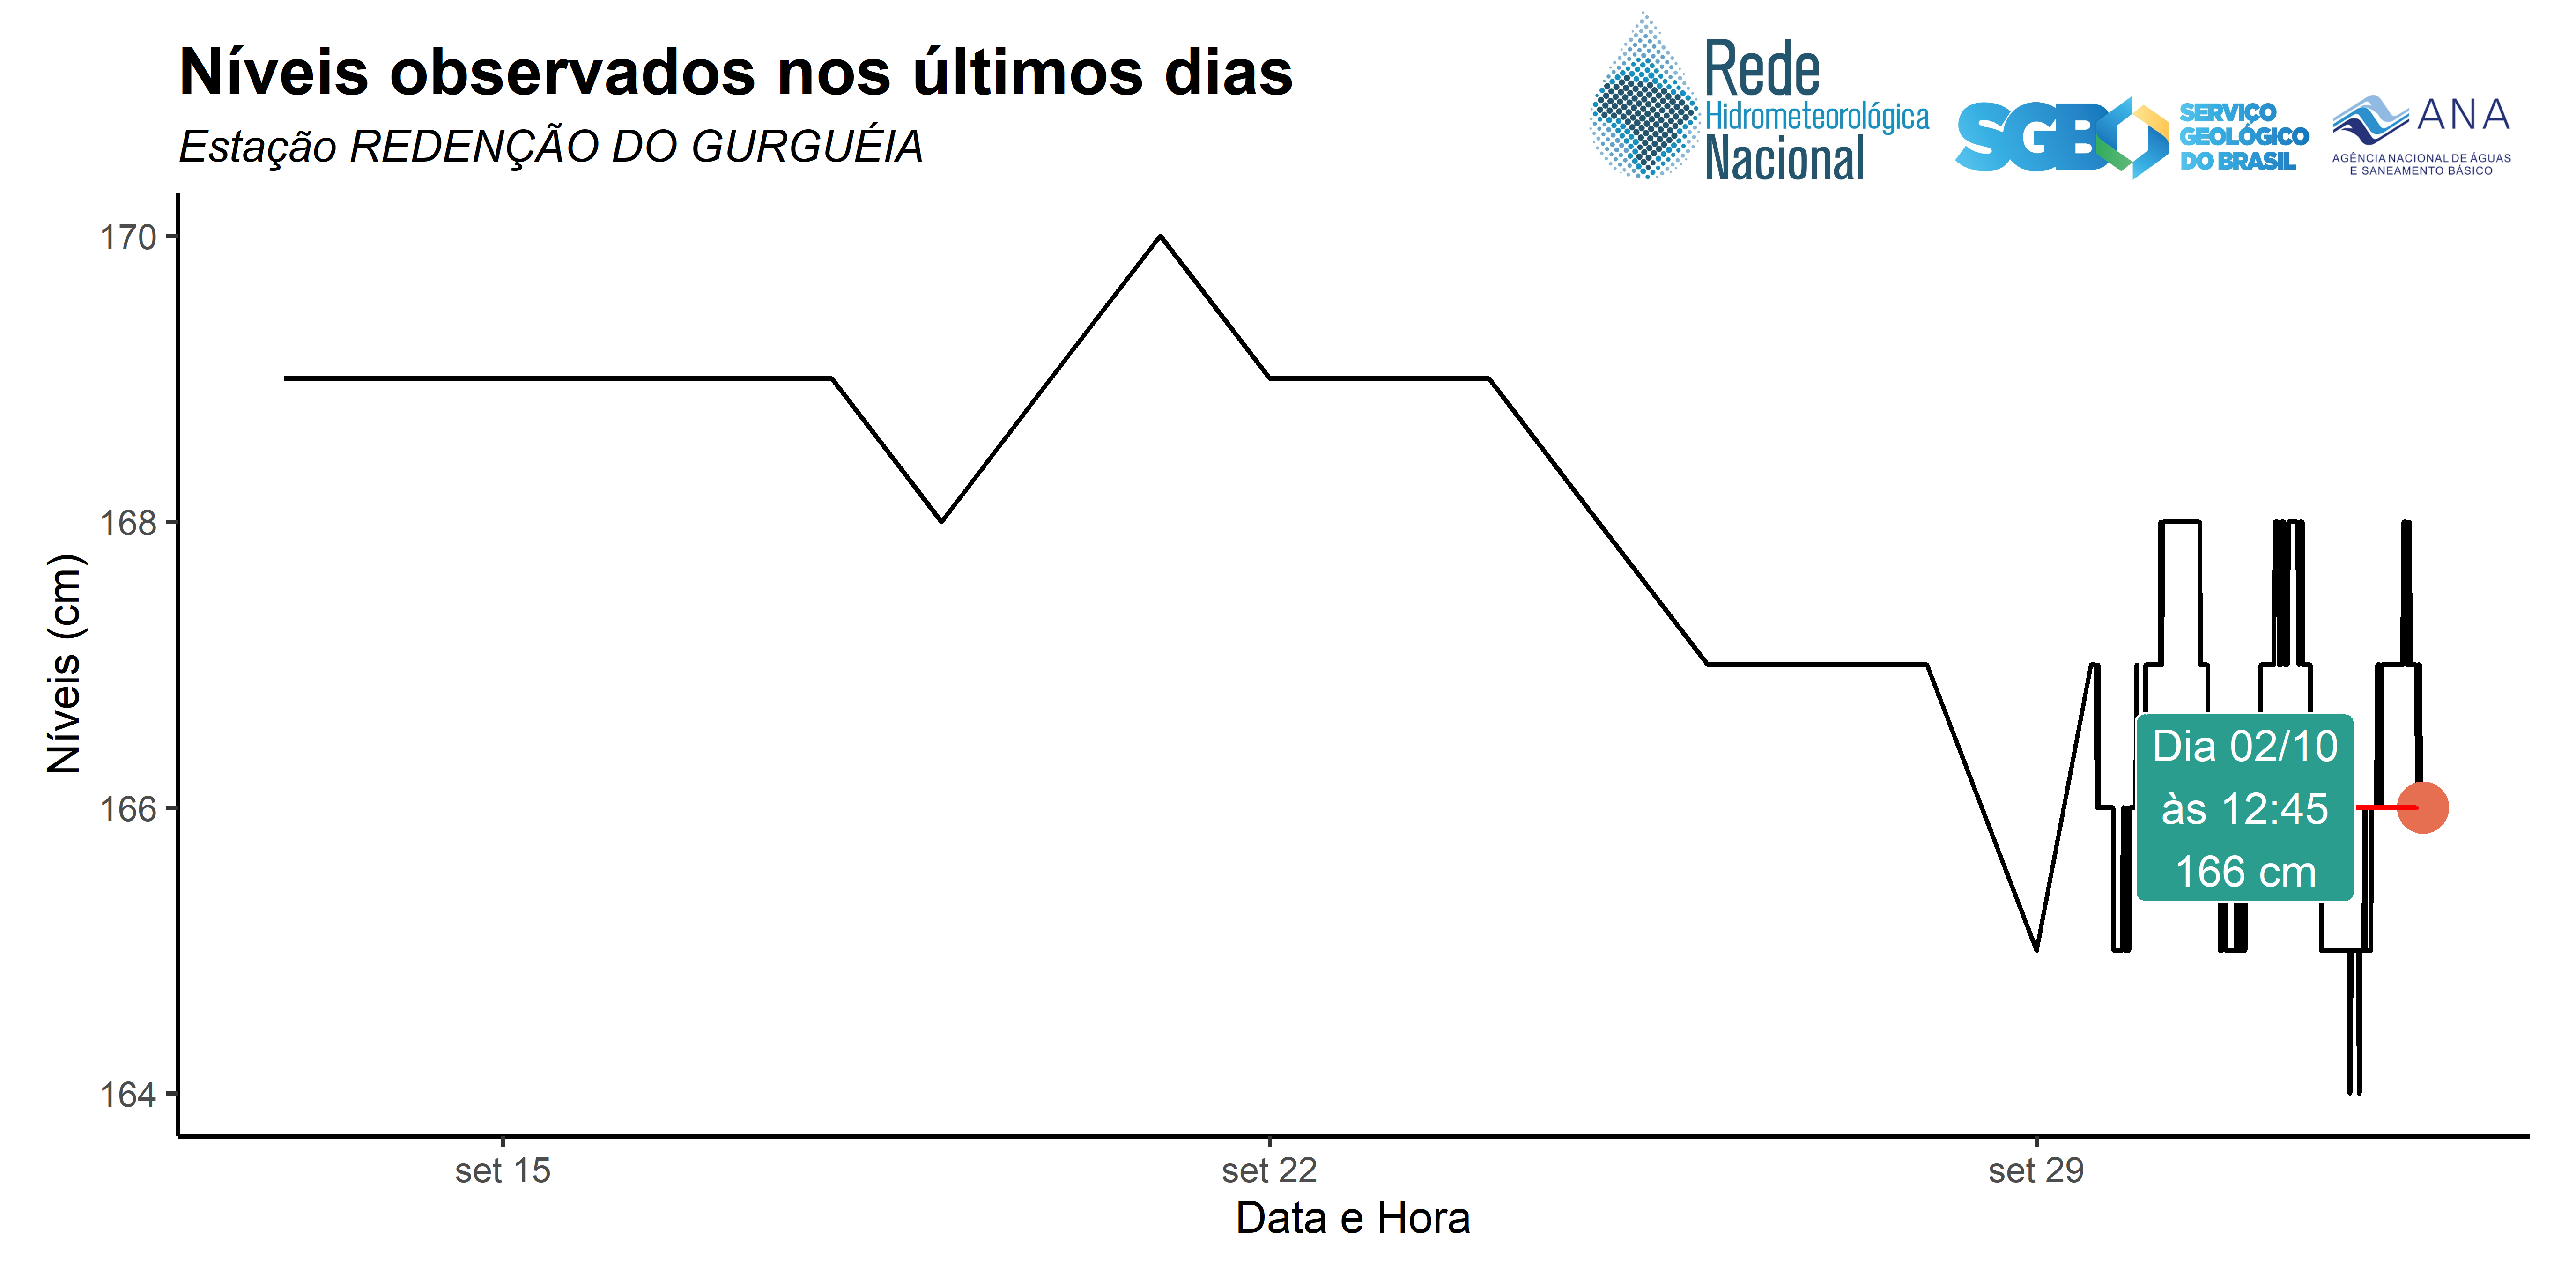 Níveis observados nos últimos dias
Estação REDENÇÃO DO GURGUÉIA
Rede
Hidrometeorológica
Nacional
SGB
SERVIÇO
GEOLÓGICO
DO BRASIL
ANA
AGÊNCIA NACIONAL DE ÁGUAS
E SANEAMENTO BÁSICO
170
168
166
164
Níveis (cm)
Dia 02/10
às 12:45
166 cm
set 15
set 22
set 29
Data e Hora